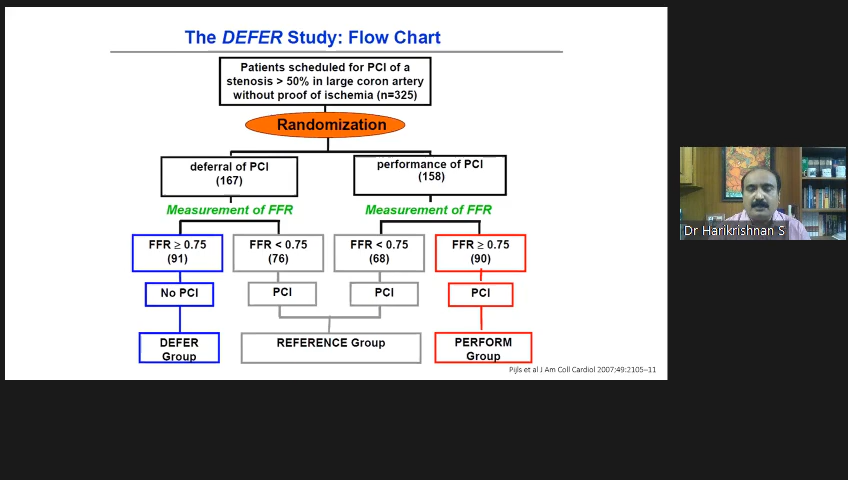 The DEFER Study: Flow Chart
Patients scheduled for PCI of a
stenosis > 50% in large coron artery
without proof of ischemia (n=325)
Randomization
deferral of PCI
(167)
performance of PCI
(158)
Measurement of FFR
Measurement of FFR
FFR ≥ 0.75
(91)
FFR < 0.75
(76)
FFR < 0.75
(68)
FFR ≥ 0.75
(90)
No PCI
PCI
PCI
PCI
DEFER
Group
REFERENCE Group
PERFORM
Group
Pijls et al J Am Coll Cardiol 2007;49:2105–11
Dr Harikrishnan S